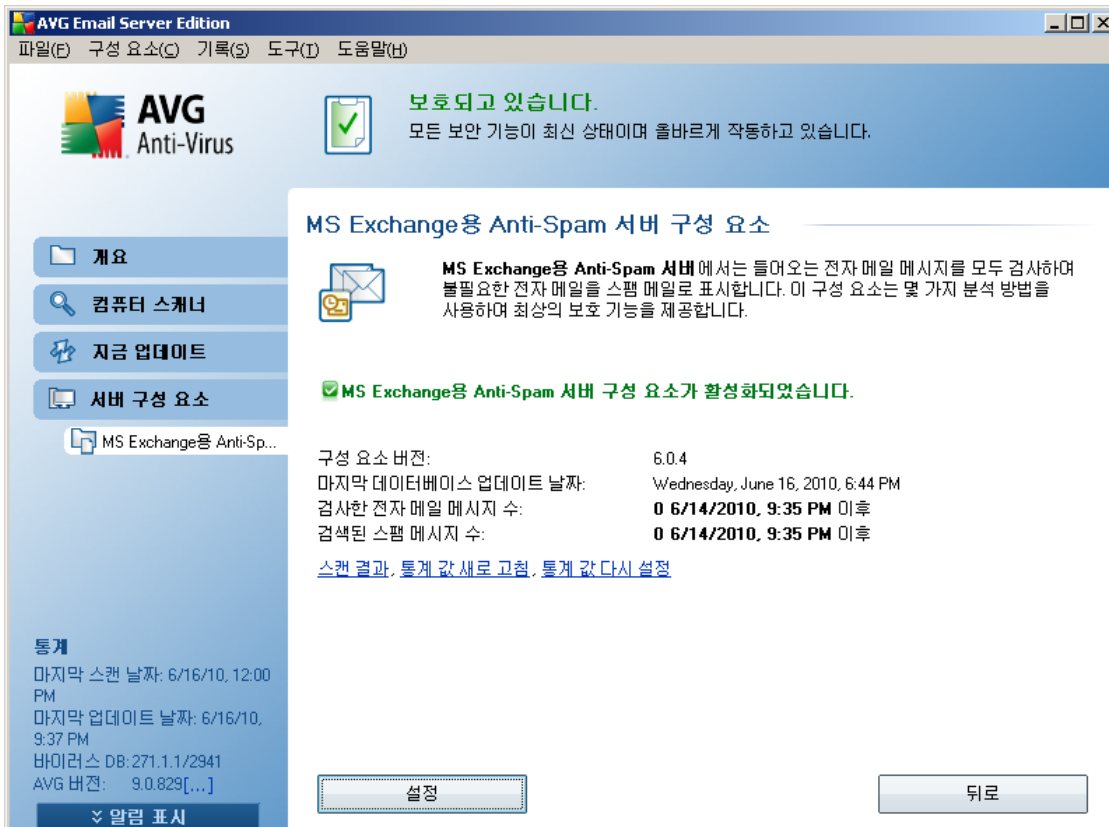 AVG Email Server Edition
파일(F) 구성 요소(C) 기록(S) 도구(T) 도움말(H)
AVG
Anti-Virus
보호되고 있습니다.
모든 보안 기능이 최신 상태이며 올바르게 작동하고 있습니다.
개요
컴퓨터 스캐너
지금 업데이트
서버 구성 요소
MS Exchange용 Anti-Sp...
MS Exchange용 Anti-Spam 서버 구성 요소
MS Exchange용 Anti-Spam 서버에서는 들어오는 전자 메일 메시지를 모두 검사하여
불필요한 전자 메일을 스팸 메일로 표시합니다. 이 구성 요소는 몇 가지 분석 방법을
사용하여 최상의 보호 기능을 제공합니다.
MS Exchange용 Anti-Spam 서버 구성 요소가 활성화되었습니다.
구성 요소 버전: 6.0.4
마지막 데이터베이스 업데이트 날짜: Wednesday, June 16, 2010, 6:44 PM
검사한 전자 메일 메시지 수: 0 6/14/2010, 9:35 PM 이후
검색된 스팸 메시지 수: 0 6/14/2010, 9:35 PM 이후
스캔 결과, 통계 값 새로 고침, 통계 값 다시 설정
통계
마지막 스캔 날짜: 6/16/10, 12:00
PM
마지막 업데이트 날짜: 6/16/10,
9:37 PM
바이러스 DB: 271.1.1/2941
AVG 버전: 9.0.829[...]
알림 표시
설정
뒤로